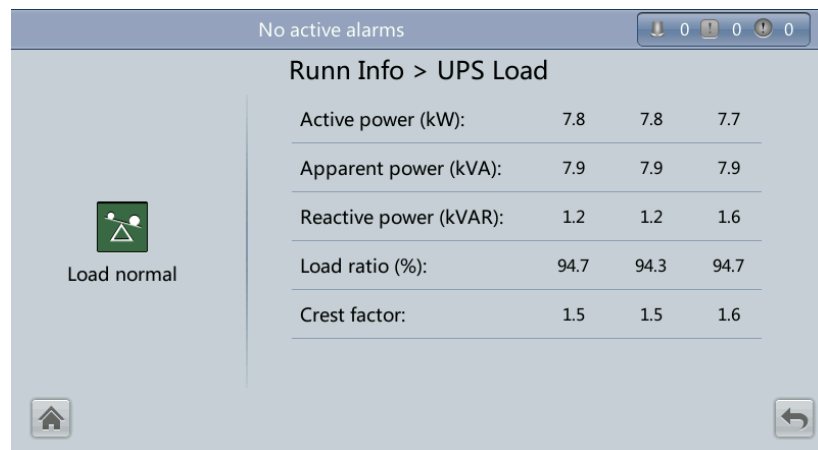 No active alarms 0 0 0
Runn Info > UPS Load
Active power (kW): 7.8 7.8 7.7
Apparent power (kVA): 7.9 7.9 7.9
Reactive power (kVAR): 1.2 1.2 1.6
Load ratio (%): 94.7 94.3 94.7
Crest factor: 1.5 1.5 1.6
Load normal